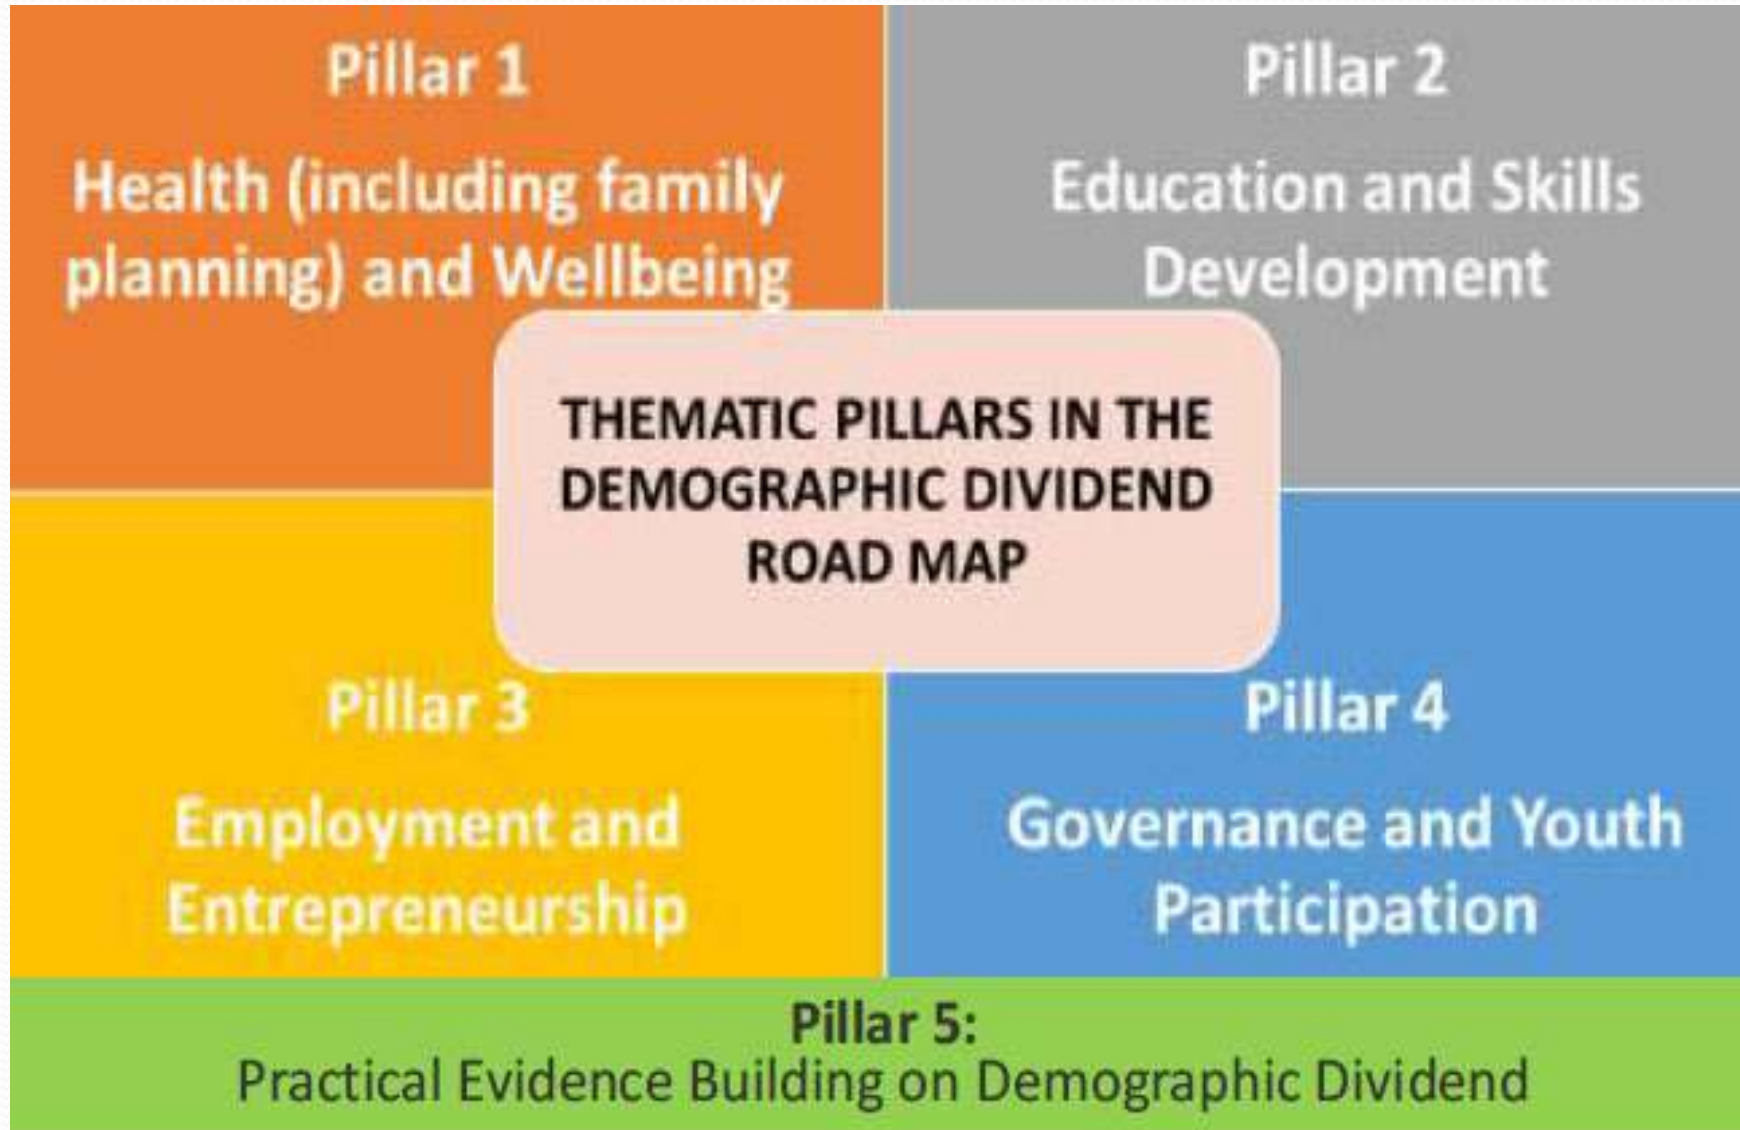 Pillar 1
Health (including family
planning) and Wellbeing
Pillar 2
Education and Skills
Development
THEMATIC PILLARS IN THE
DEMOGRAPHIC DIVIDEND
ROAD MAP
Pillar 3
Employment and
Entrepreneurship
Pillar 4
Governance and Youth
Participation
Pillar 5:
Practical Evidence Building on Demographic Dividend